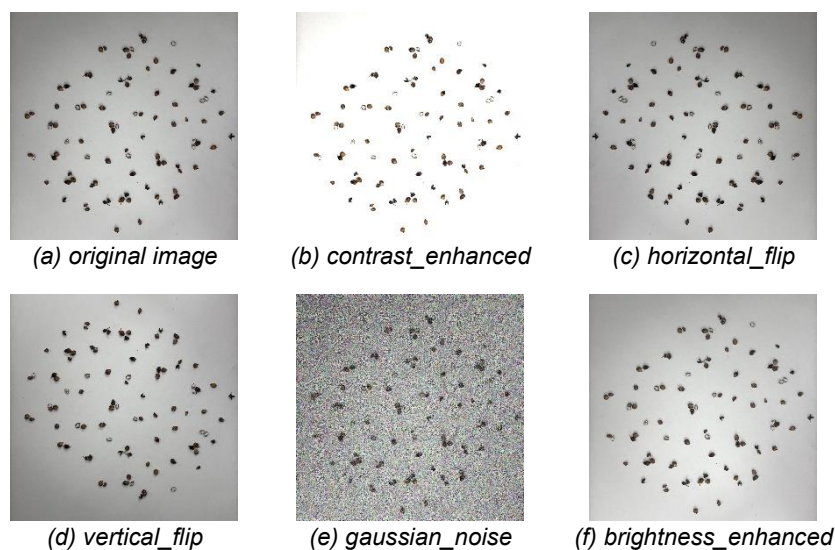 (a) original image
(b) contrast_enhanced
(c) horizontal_flip
(d) vertical_flip
(e) gaussian_noise
(f) brightness_enhanced